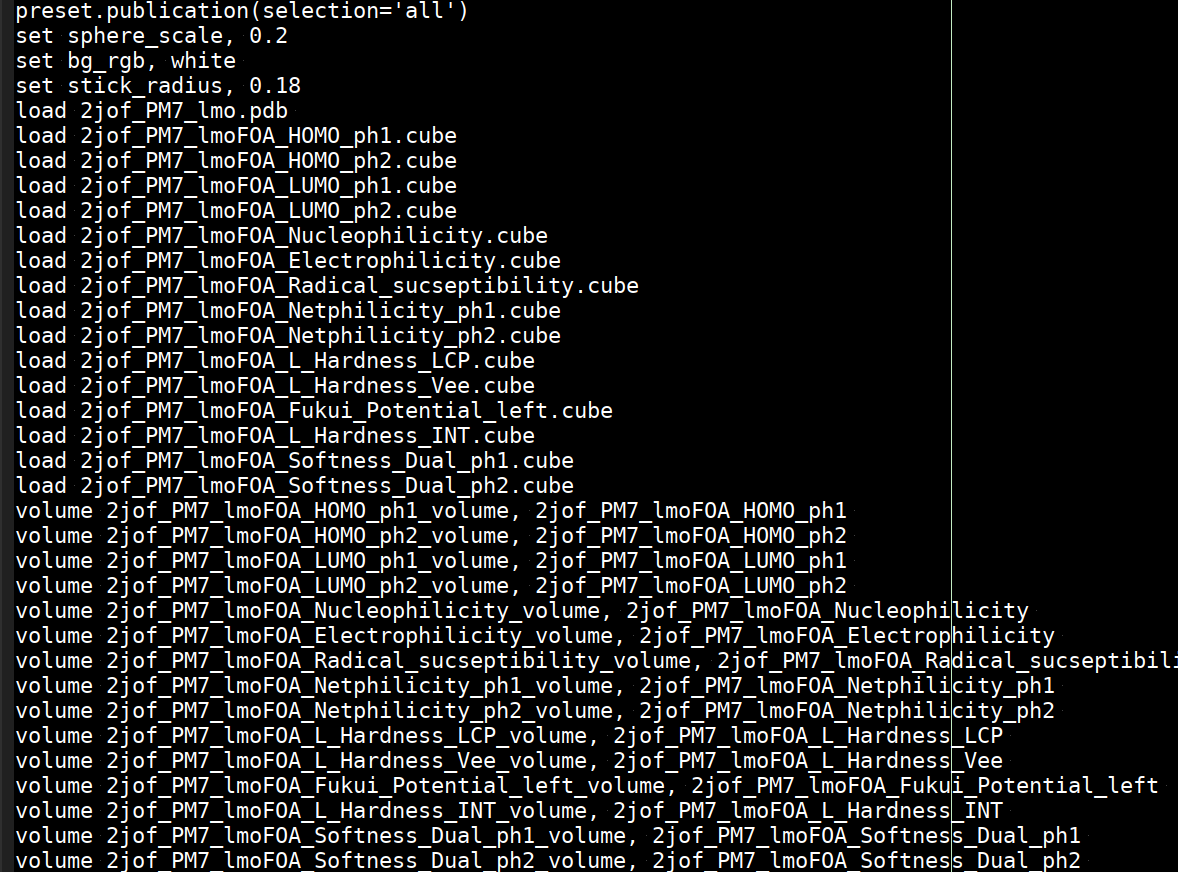 preset.publication(selection='all')
set sphere_scale, 0.2
set bg_rgb, white
set stick_radius, 0.18
load 2jof_PM7_lmo.pdb
load 2jof_PM7_lmoFOA_HOMO_ph1.cube
load 2jof_PM7_lmoFOA_HOMO_ph2.cube
load 2jof_PM7_lmoFOA_LUMO_ph1.cube
load 2jof_PM7_lmoFOA_LUMO_ph2.cube
load 2jof_PM7_lmoFOA_Nucleophilicity.cube
load 2jof_PM7_lmoFOA_Electrophilicity.cube
load 2jof_PM7_lmoFOA_Radical_sucseptibility.cube
load 2jof_PM7_lmoFOA_Netphilicity_ph1.cube
load 2jof_PM7_lmoFOA_Netphilicity_ph2.cube
load 2jof_PM7_lmoFOA_L_Hardness_LCP.cube
load 2jof_PM7_lmoFOA_L_Hardness_Vee.cube
load 2jof_PM7_lmoFOA_Fukui_Potential_left.cube
load 2jof_PM7_lmoFOA_L_Hardness_INT.cube
load 2jof_PM7_lmoFOA_Softness_Dual_ph1.cube
load 2jof_PM7_lmoFOA_Softness_Dual_ph2.cube
volume 2jof_PM7_lmoFOA_HOMO_ph1_volume, 2jof_PM7_lmoFOA_HOMO_ph1
volume 2jof_PM7_lmoFOA_HOMO_ph2_volume, 2jof_PM7_lmoFOA_HOMO_ph2
volume 2jof_PM7_lmoFOA_LUMO_ph1_volume, 2jof_PM7_lmoFOA_LUMO_ph1
volume 2jof_PM7_lmoFOA_LUMO_ph2_volume, 2jof_PM7_lmoFOA_LUMO_ph2
volume 2jof_PM7_lmoFOA_Nucleophilicity_volume, 2jof_PM7_lmoFOA_Nucleophilicity
volume 2jof_PM7_lmoFOA_Electrophilicity_volume, 2jof_PM7_lmoFOA_Electrophilicity
volume 2jof_PM7_lmoFOA_Radical_sucseptibility_volume, 2jof_PM7_lmoFOA_Radical_sucseptibili
volume 2jof_PM7_lmoFOA_Netphilicity_ph1_volume, 2jof_PM7_lmoFOA_Netphilicity_ph1
volume 2jof_PM7_lmoFOA_Netphilicity_ph2_volume, 2jof_PM7_lmoFOA_Netphilicity_ph2
volume 2jof_PM7_lmoFOA_L_Hardness_LCP_volume, 2jof_PM7_lmoFOA_L_Hardness_LCP
volume 2jof_PM7_lmoFOA_L_Hardness_Vee_volume, 2jof_PM7_lmoFOA_L_Hardness_Vee
volume 2jof_PM7_lmoFOA_Fukui_Potential_left_volume, 2jof_PM7_lmoFOA_Fukui_Potential_left
volume 2jof_PM7_lmoFOA_L_Hardness_INT_volume, 2jof_PM7_lmoFOA_L_Hardness_INT
volume 2jof_PM7_lmoFOA_Softness_Dual_ph1_volume, 2jof_PM7_lmoFOA_Softness_Dual_ph1
volume 2jof_PM7_lmoFOA_Softness_Dual_ph2_volume, 2jof_PM7_lmoFOA_Softness_Dual_ph2